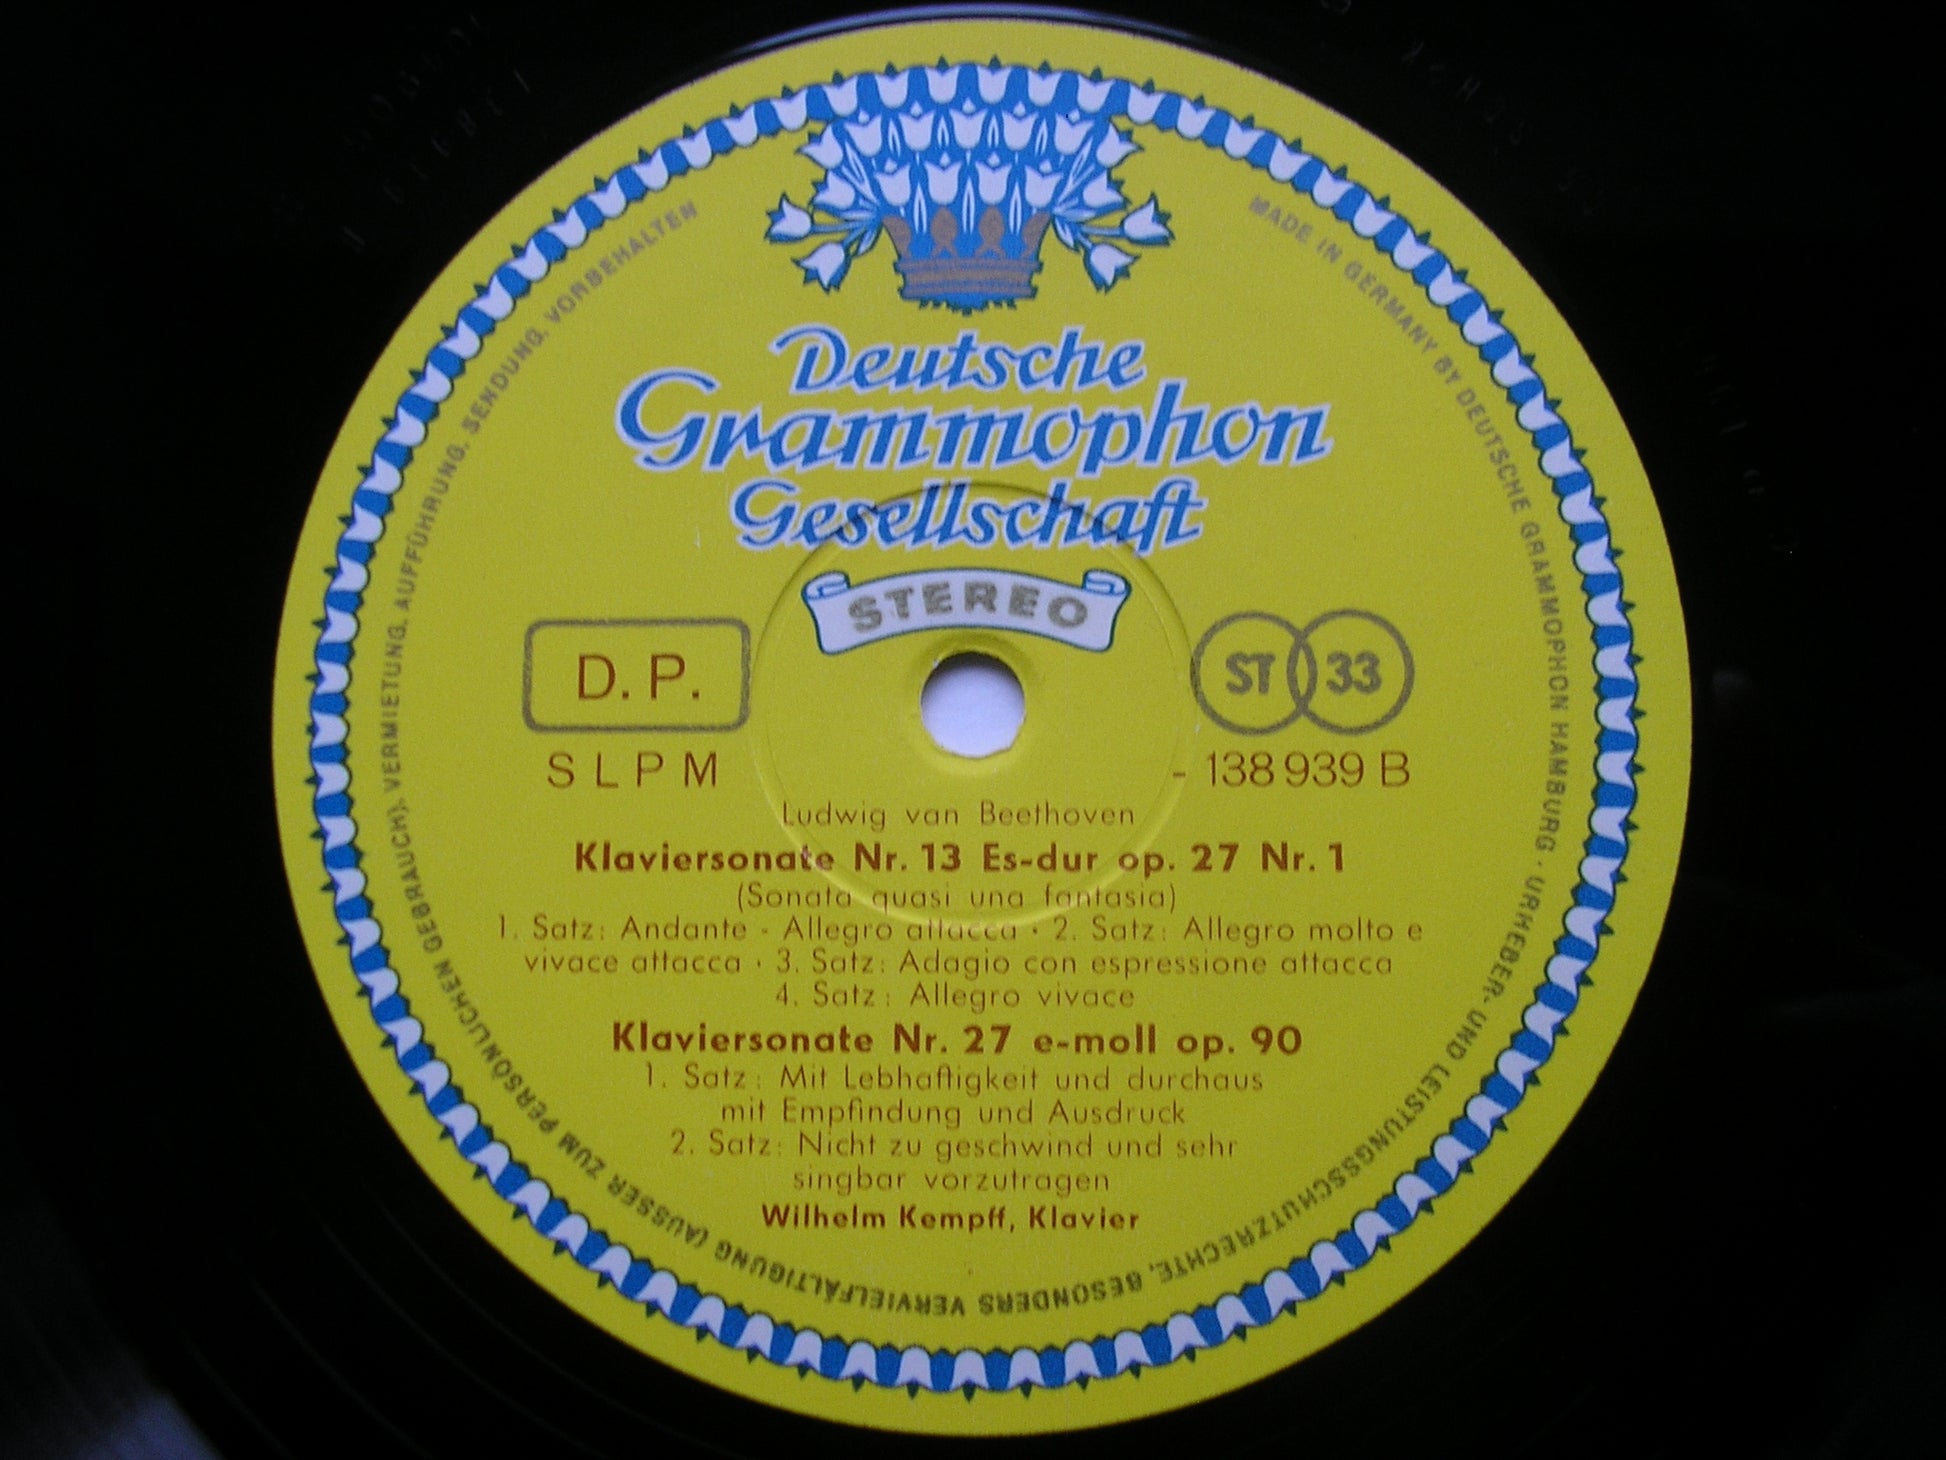 Deutsche
Grammophon
Gesellschaft
STEREO
D. P.
ST 33
SLPM - 138 939 B
Ludwig van Beethoven
Klaviersonate Nr. 13 Es-dur op. 27 Nr. 1
(Sonata quasi una fantasia)
1. Satz: Andante - Allegro attacca · 2. Satz: Allegro molto e
vivace attacca · 3. Satz: Adagio con espressione attacca
4. Satz: Allegro vivace
Klaviersonate Nr. 27 e-moll op. 90
1. Satz: Mit Lebhaftigkeit und durchaus
mit Empfindung und Ausdruck
2. Satz: Nicht zu geschwind und sehr
singbar vorzutragen
Wilhelm Kempff, Klavier
MADE IN GERMANY BY DEUTSCHE GRAMMOPHON HAMBURG · URHEBER- UND LEISTUNGSSCHUTZRECHTE, BESONDERS VERVIELFÄLTIGUNG (AUSSER ZUM PERSÖNLICHEN GEBRAUCH), VERMIETUNG, AUFFÜHRUNG, SENDUNG, VORBEHALTEN